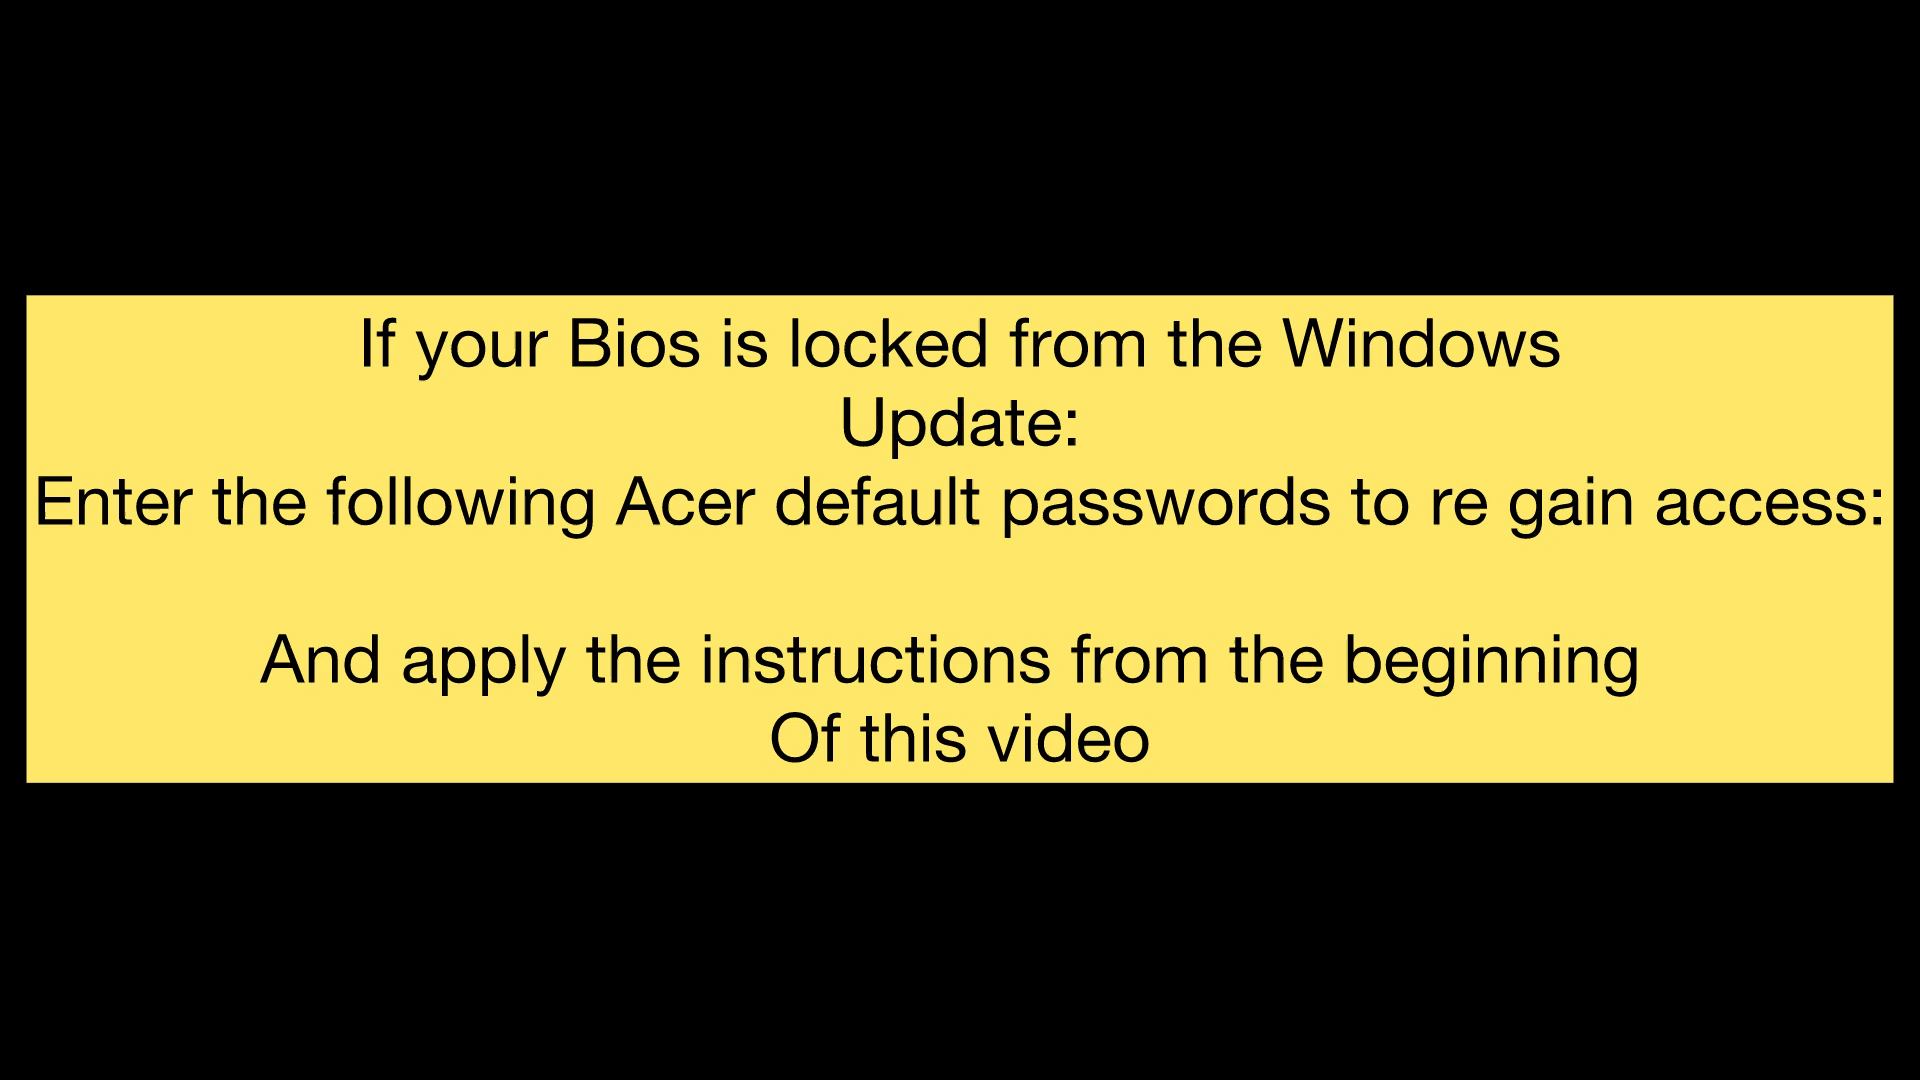 If your Bios is locked from the Windows
Update:
Enter the following Acer default passwords to re gain access:
And apply the instructions from the beginning
Of this video